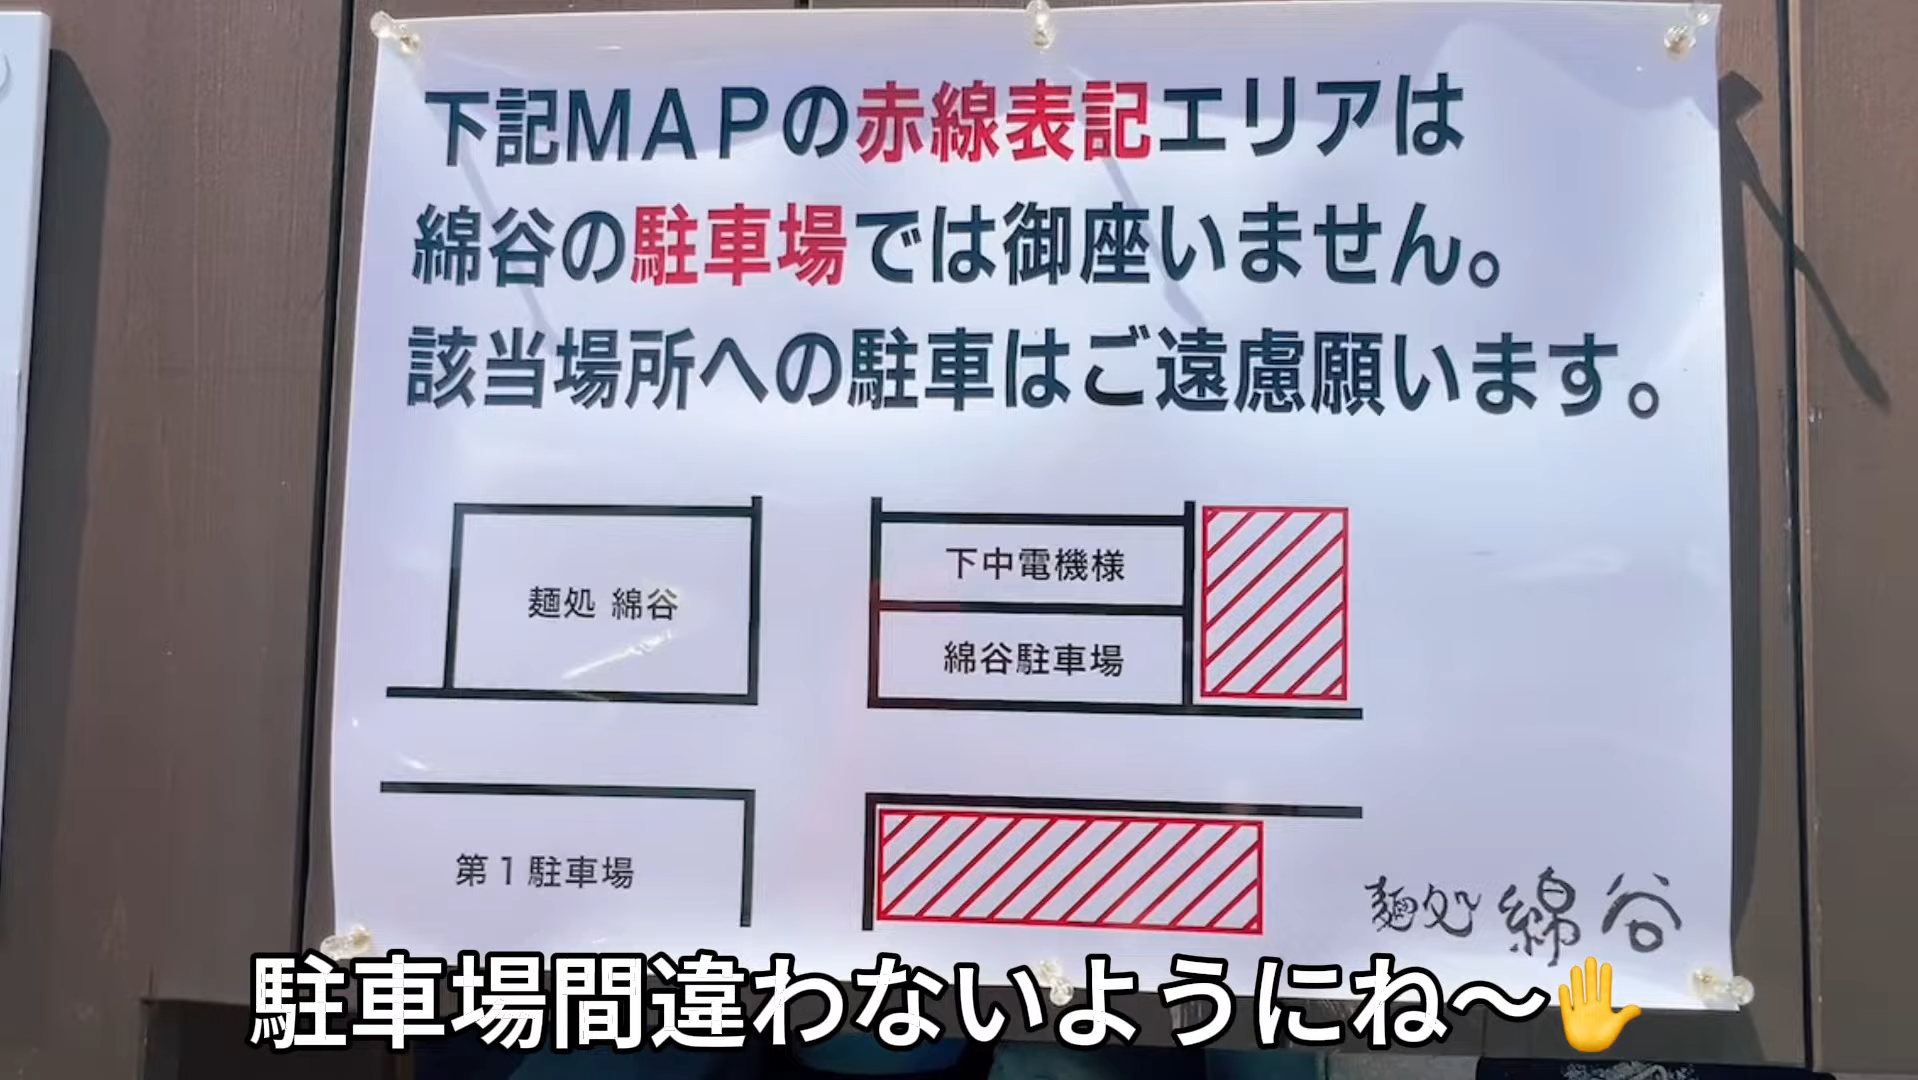 下記ＭＡＰの赤線表記エリアは
綿谷の駐車場では御座いません。
該当場所への駐車はご遠慮願います。
麺処 綿谷
下中電機様
綿谷駐車場
第１駐車場
麺処 綿谷
駐車場間違わないようにね〜✋